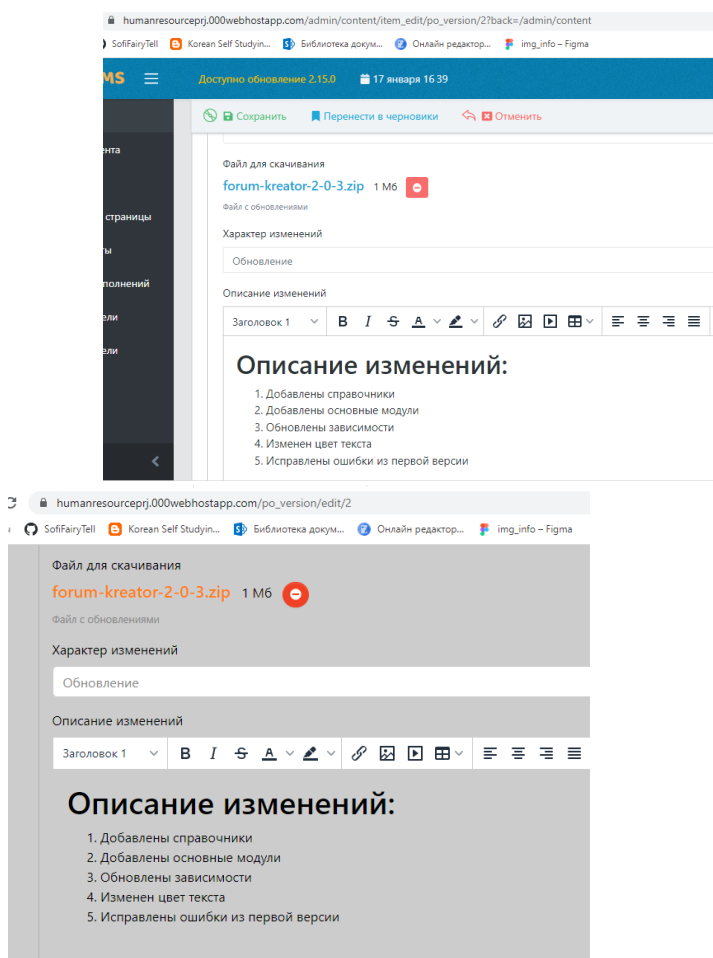 humanresourceprj.000webhostapp.com/admin/content/item_edit/po_version/2?back=/admin/content
SofiFairyTell Korean Self Studyin... Библиотека докум... Онлайн редактор... img_info – Figma
MS Доступно обновление 2.15.0 17 января 16:39
Сохранить Перенести в черновики Отменить
Файл для скачивания
forum-kreator-2-0-3.zip 1 Мб
Файл с обновлениями
страницы
Характер изменений
Обновление
Описание изменений
Заголовок 1 B I S A
Описание изменений:
1. Добавлены справочники
2. Добавлены основные модули
3. Обновлены зависимости
4. Изменен цвет текста
5. Исправлены ошибки из первой версии
humanresourceprj.000webhostapp.com/po_version/edit/2
SofiFairyTell Korean Self Studyin... Библиотека докум... Онлайн редактор... img_info – Figma
Файл для скачивания
forum-kreator-2-0-3.zip 1 Мб
Файл с обновлениями
Характер изменений
Обновление
Описание изменений
Заголовок 1 B I S A
Описание изменений:
1. Добавлены справочники
2. Добавлены основные модули
3. Обновлены зависимости
4. Изменен цвет текста
5. Исправлены ошибки из первой версии